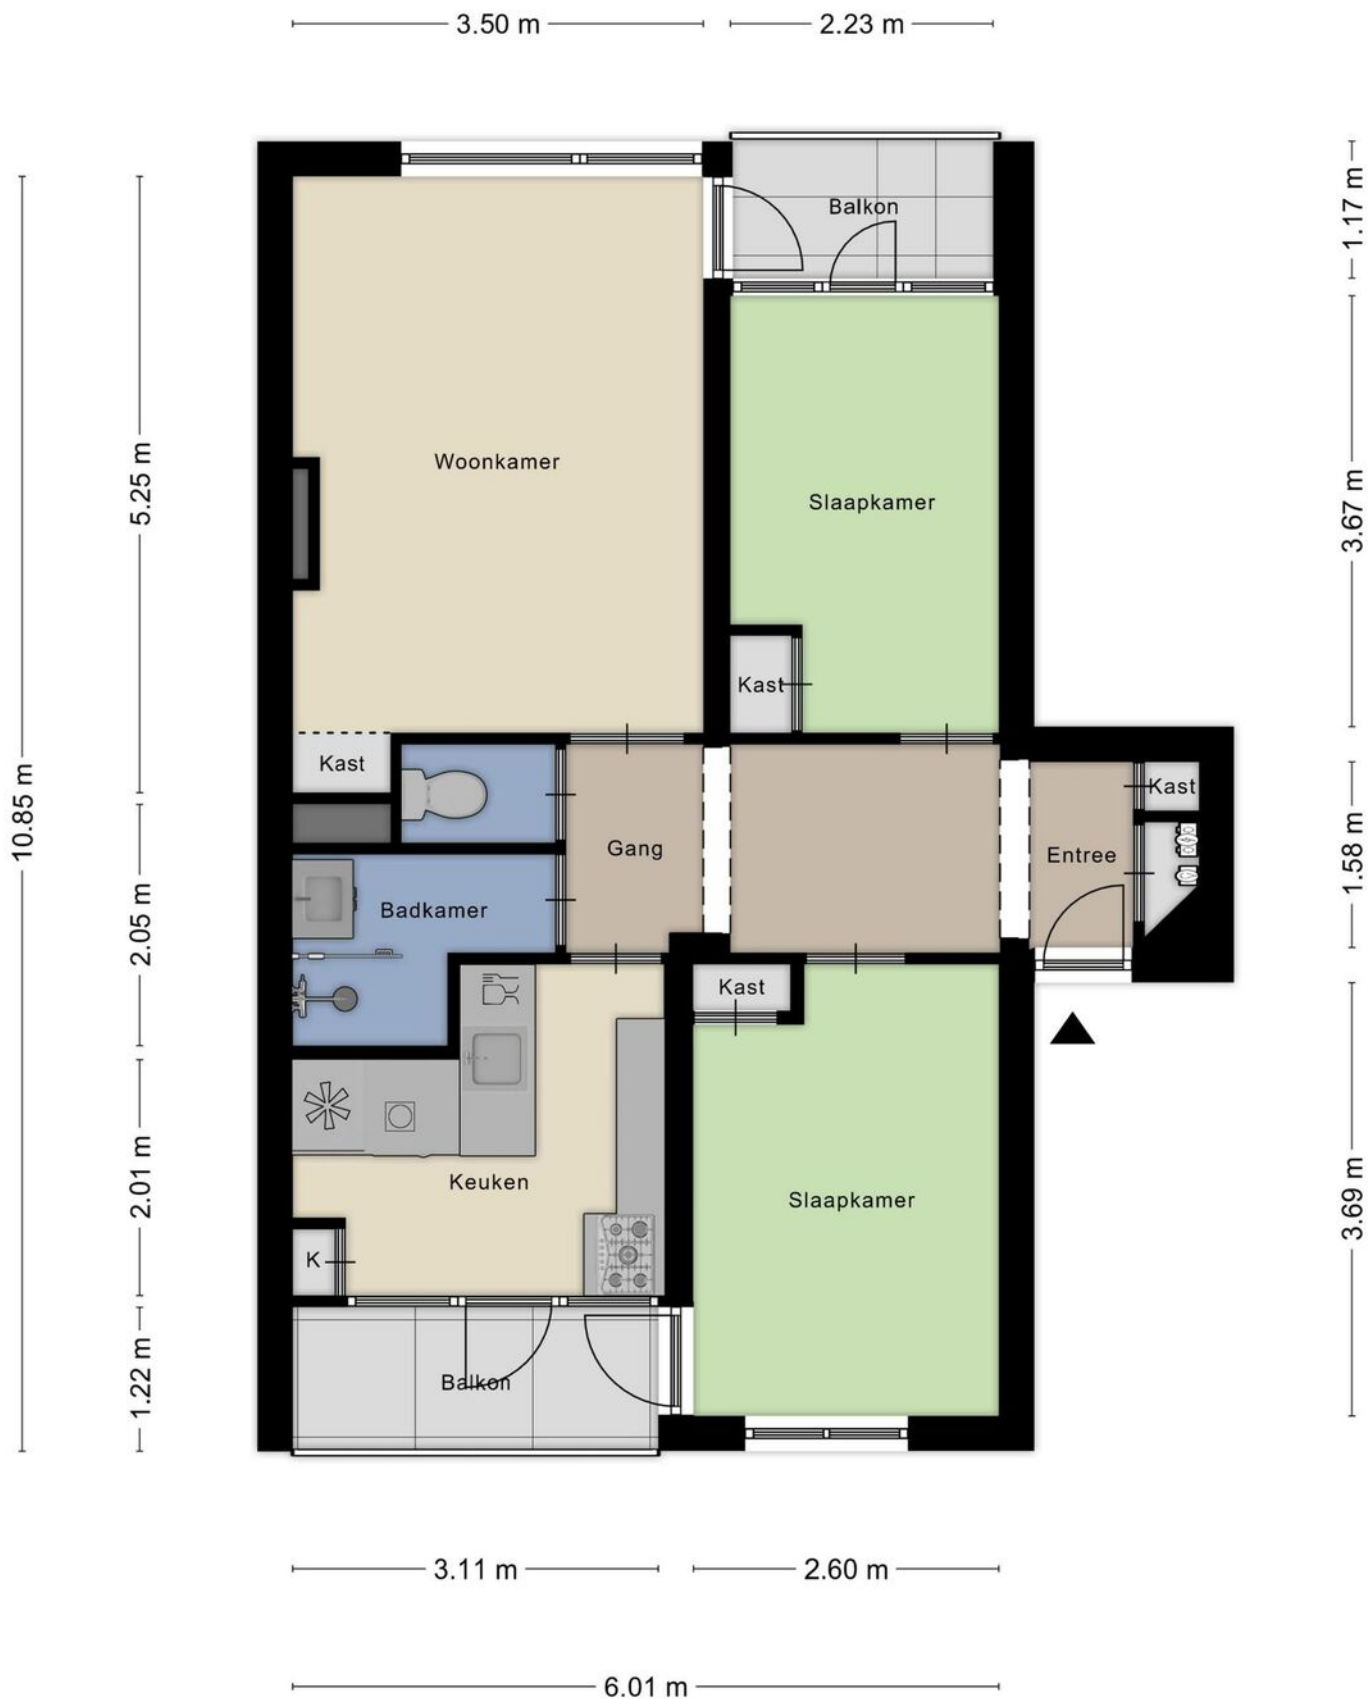 3.50 m
2.23 m
Balkon
1.17 m
5.25 m
Woonkamer
3.67 m
Slaapkamer
Kast
Kast
Kast
10.85 m
Gang
Entree
1.58 m
Badkamer
2.05 m
Kast
2.01 m
Keuken
Slaapkamer
3.69 m
K
1.22 m
Balkon
3.11 m
2.60 m
6.01 m